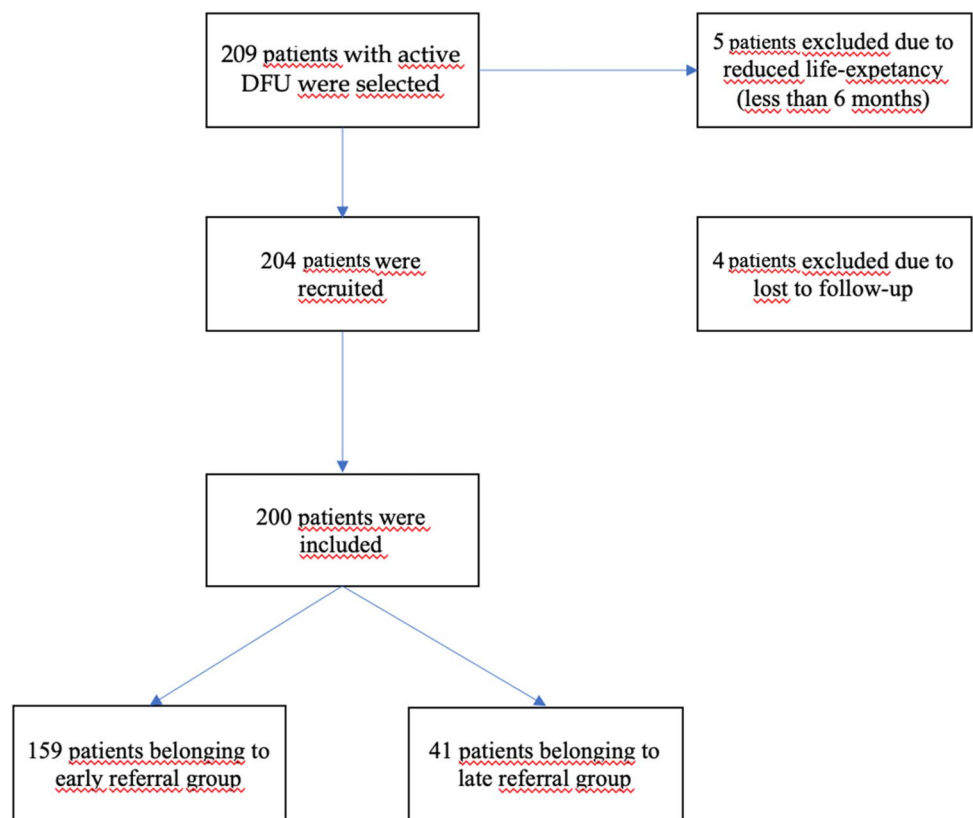 209 patients with active
DFU were selected
5 patients excluded due to
reduced life-expetancy
(less than 6 months)
204 patients were
recruited
4 patients excluded due to
lost to follow-up
200 patients were
included
159 patients belonging to
early referral group
41 patients belonging to
late referral group